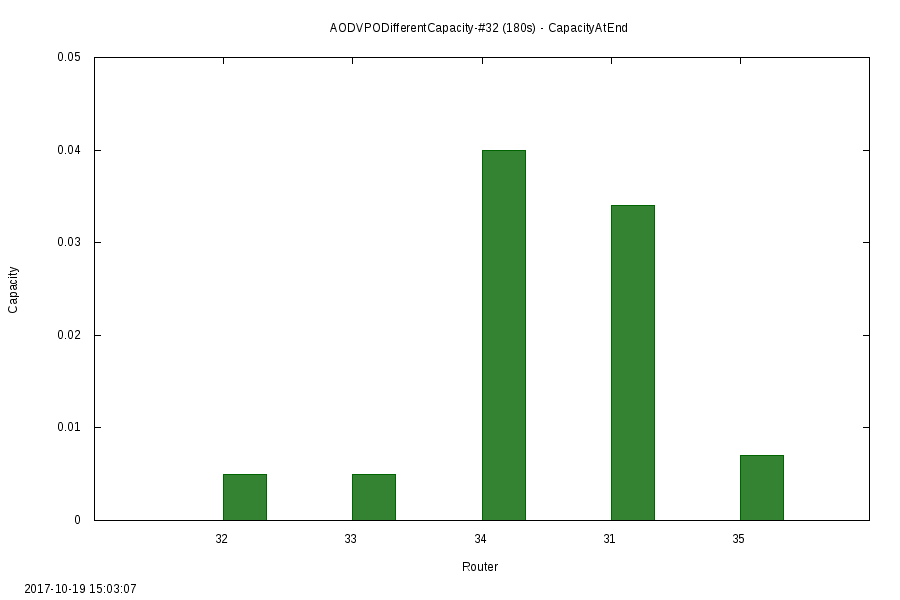 AODVPODifferentCapacity-#32 (180s) - CapacityAtEnd
0.05
0.04
0.03
0.02
0.01
0
Capacity
32 33 34 31 35
Router
2017-10-19 15:03:07